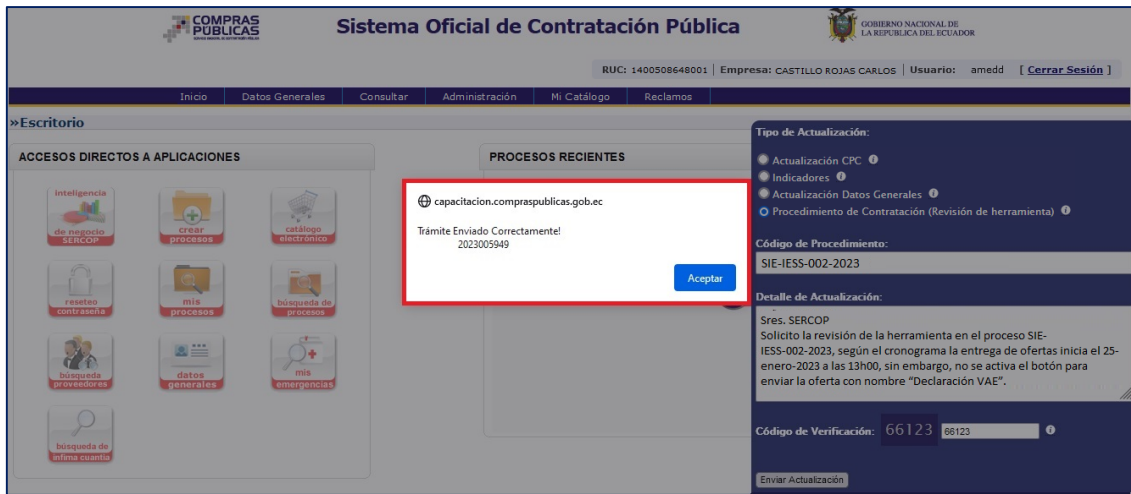 COMPRAS
PÚBLICAS
Sistema Oficial de Contratación Pública
GOBIERNO NACIONAL DE
LA REPUBLICA DEL ECUADOR
RUC: 1400508648001 | Empresa: CASTILLO ROJAS CARLOS | Usuario: amedd [ Cerrar Sesión ]
Inicio Datos Generales Consultar Administración Mi Catálogo Reclamos
»Escritorio
ACCESOS DIRECTOS A APLICACIONES
inteligencia
de negocio
SERCOP
crear
procesos
catálogo
electrónico
reseteo
contraseña
mis
procesos
búsqueda de
procesos
búsqueda
proveedores
datos
generales
mis
emergencias
búsqueda de
infima cuantia
PROCESOS RECIENTES
capacitacion.compraspublicas.gob.ec
Trámite Enviado Correctamente!
2023005949
Aceptar
Tipo de Actualización:
Actualización CPC
Indicadores
Actualización Datos Generales
Procedimiento de Contratación (Revisión de herramienta)
Código de Procedimiento:
SIE-IESS-002-2023
Detalle de Actualización:
Sres. SERCOP
Solicito la revisión de la herramienta en el proceso SIE-
IESS-002-2023, según el cronograma la entrega de ofertas inicia el 25-
enero-2023 a las 13h00, sin embargo, no se activa el botón para
enviar la oferta con nombre “Declaración VAE”.
Código de Verificación: 66123 66123
Enviar Actualización